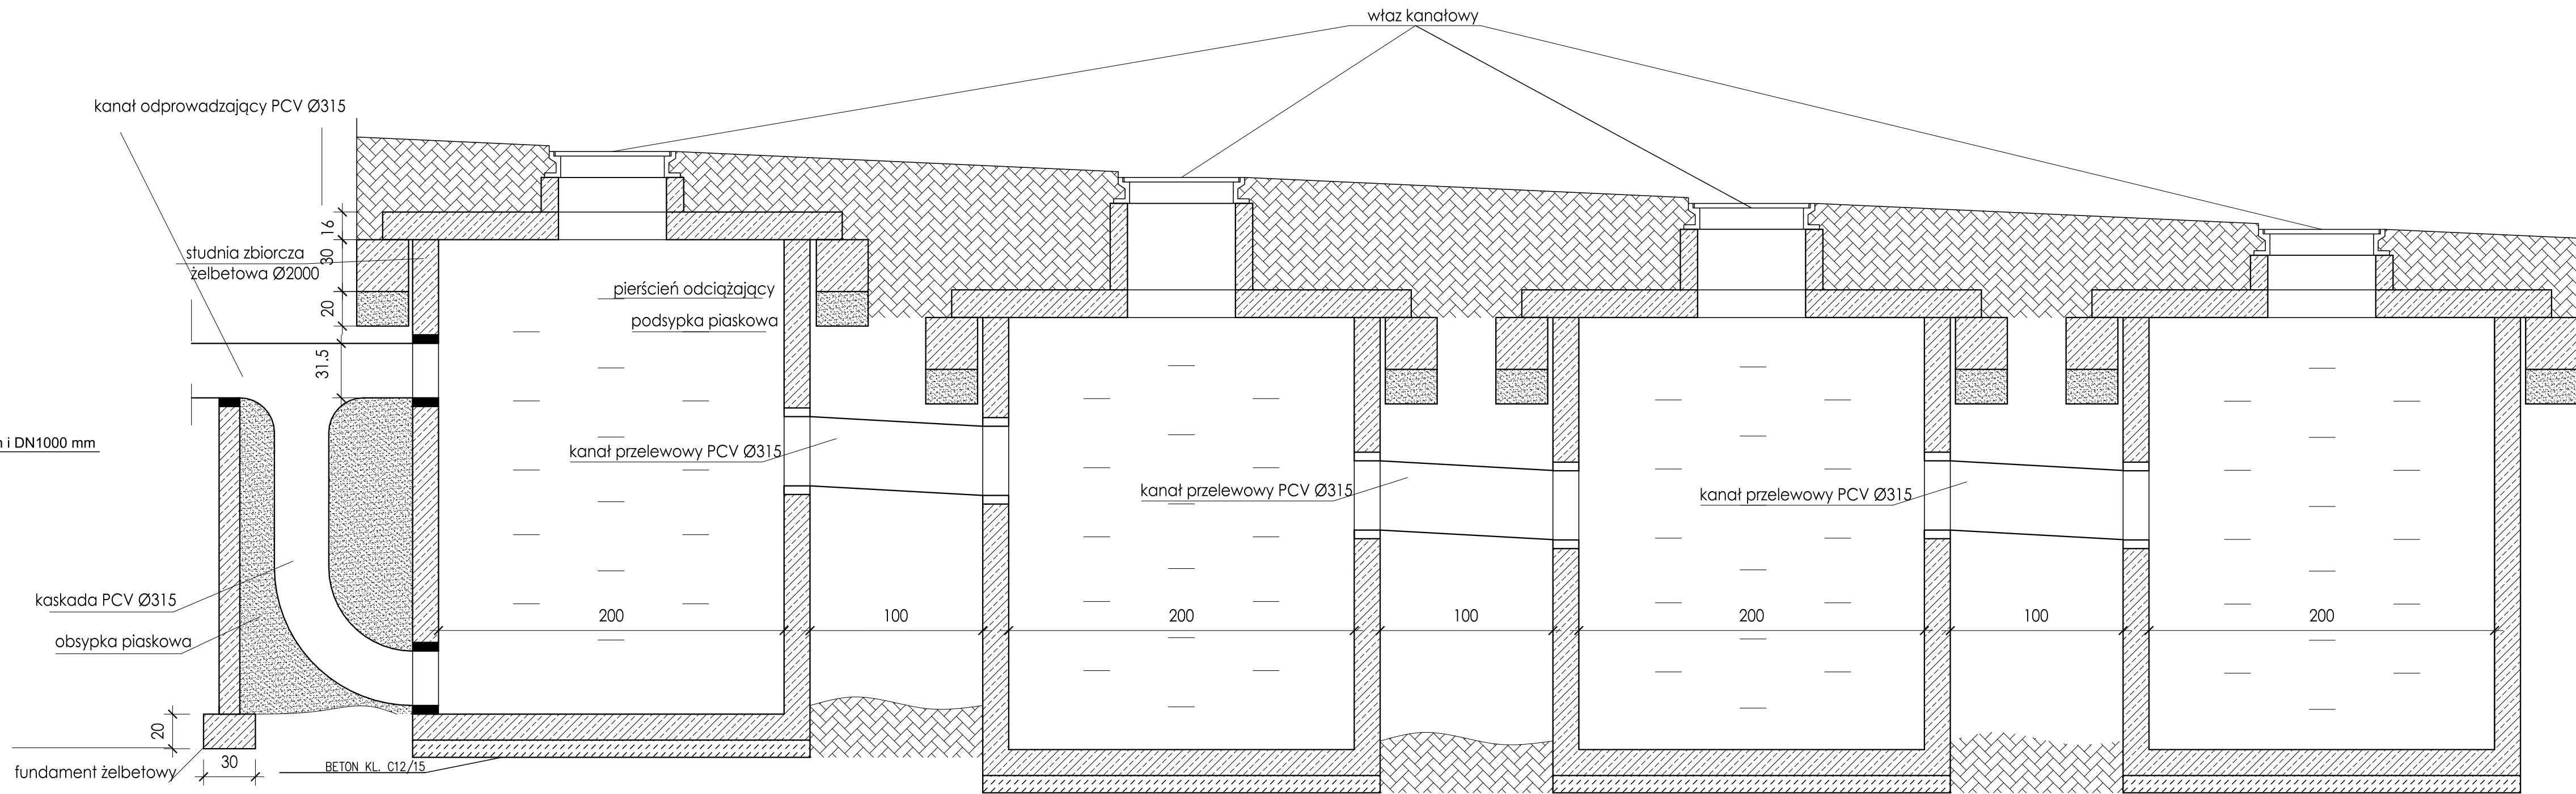 właz kanałowy
kanał odprowadzający PCV Ø315
16
studnia zbiorcza
żelbetowa Ø2000
30
20
pierścień odciążający
podsypka piaskowa
31.5
n i DN1000 mm
kanał przelewowy PCV Ø315
kanał przelewowy PCV Ø315
kanał przelewowy PCV Ø315
kaskada PCV Ø315
obsypka piaskowa
200
100
200
100
200
100
200
20
30
fundament żelbetowy
BETON KL. C12/15